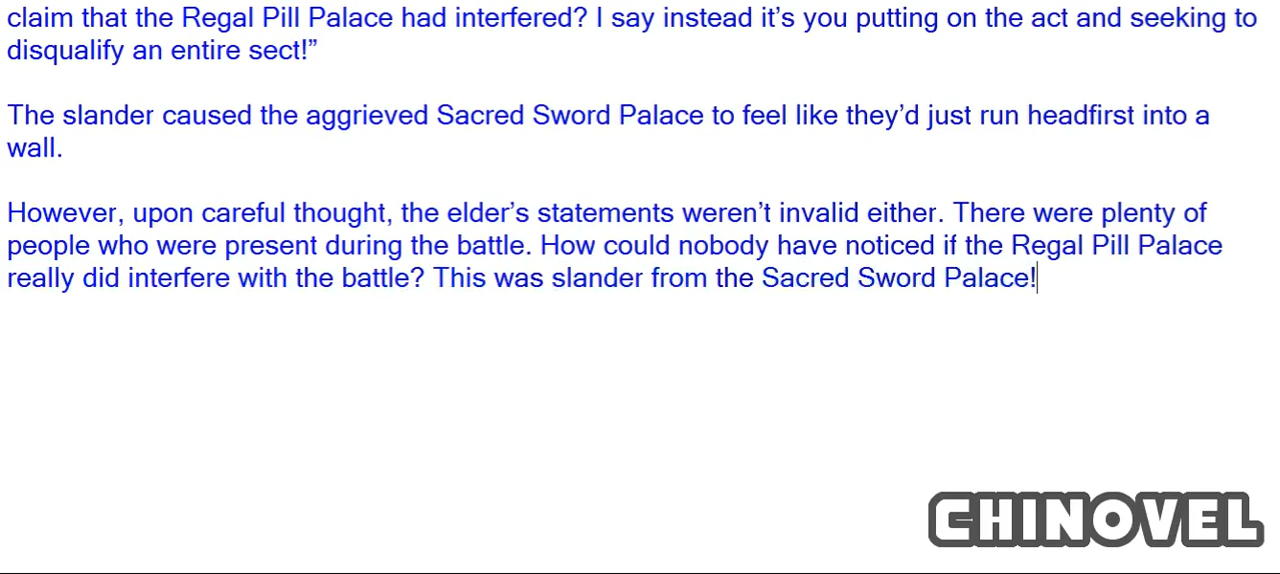 claim that the Regal Pill Palace had interfered? I say instead it’s you putting on the act and seeking to
disqualify an entire sect!”
The slander caused the aggrieved Sacred Sword Palace to feel like they’d just run headfirst into a
wall.
However, upon careful thought, the elder’s statements weren’t invalid either. There were plenty of
people who were present during the battle. How could nobody have noticed if the Regal Pill Palace
really did interfere with the battle? This was slander from the Sacred Sword Palace!
CHINOVEL